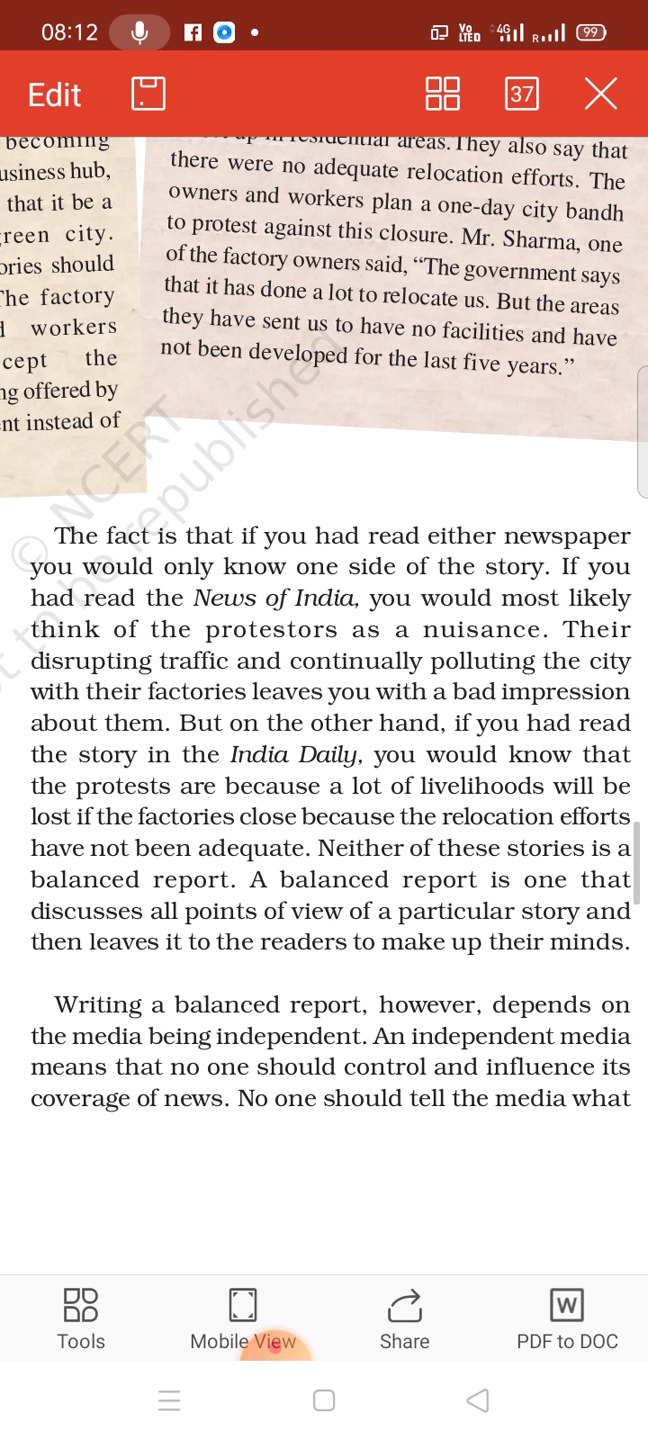 08:12
Vo LTED 4G R 99
Edit
37
becoming
usiness hub,
that it be a
reen city.
ories should
The factory
workers
cept the
ng offered by
nt instead of
up in residential areas. They also say that
there were no adequate relocation efforts. The
owners and workers plan a one-day city bandh
to protest against this closure. Mr. Sharma, one
of the factory owners said, “The government says
that it has done a lot to relocate us. But the areas
they have sent us to have no facilities and have
not been developed for the last five years.”
© NCERT
not to be republished
The fact is that if you had read either newspaper
you would only know one side of the story. If you
had read the News of India, you would most likely
think of the protestors as a nuisance. Their
disrupting traffic and continually polluting the city
with their factories leaves you with a bad impression
about them. But on the other hand, if you had read
the story in the India Daily, you would know that
the protests are because a lot of livelihoods will be
lost if the factories close because the relocation efforts
have not been adequate. Neither of these stories is a
balanced report. A balanced report is one that
discusses all points of view of a particular story and
then leaves it to the readers to make up their minds.
Writing a balanced report, however, depends on
the media being independent. An independent media
means that no one should control and influence its
coverage of news. No one should tell the media what
Tools
Mobile View
Share
W
PDF to DOC